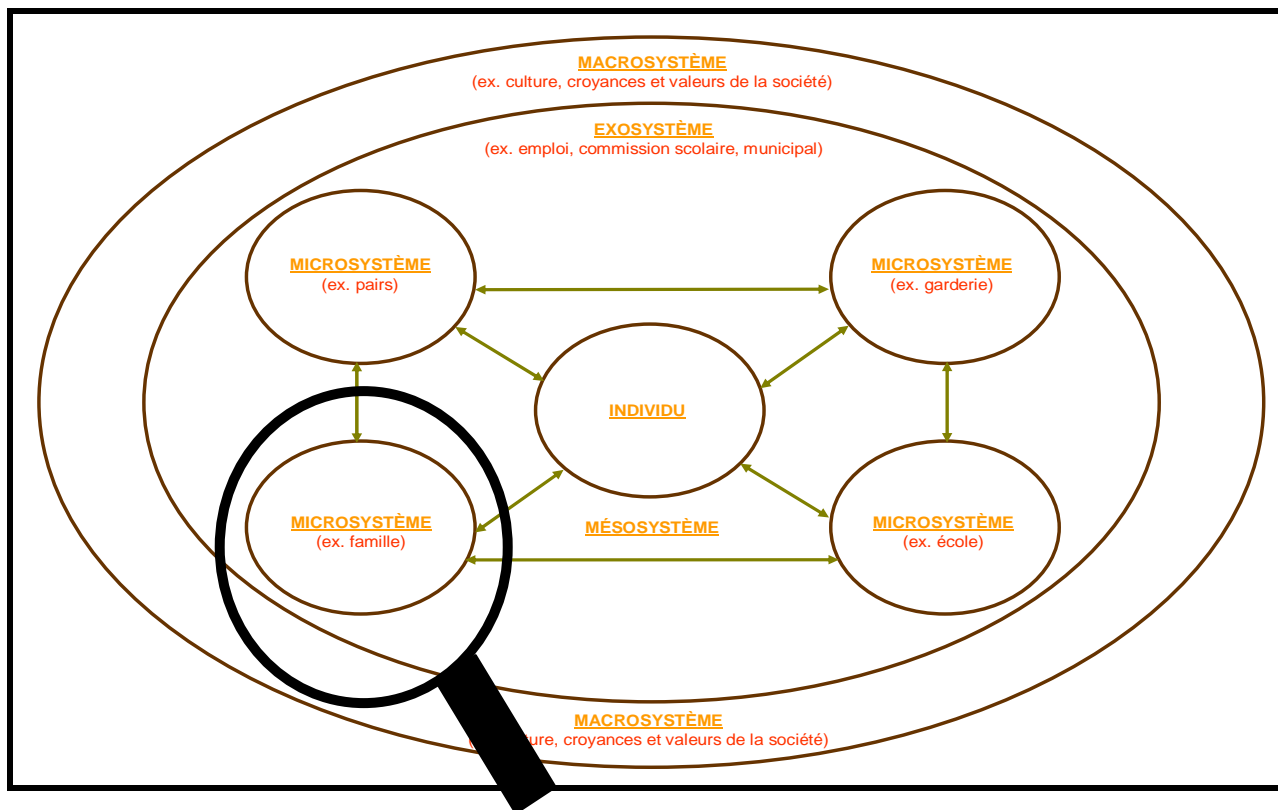 MACROSYSTÈME
(ex. culture, croyances et valeurs de la société)
EXOSYSTÈME
(ex. emploi, commission scolaire, municipal)
MICROSYSTÈME
(ex. pairs)
MICROSYSTÈME
(ex. garderie)
INDIVIDU
MICROSYSTÈME
(ex. famille)
MÉSOSYSTÈME
MICROSYSTÈME
(ex. école)
MACROSYSTÈME
croyances et valeurs de la société)